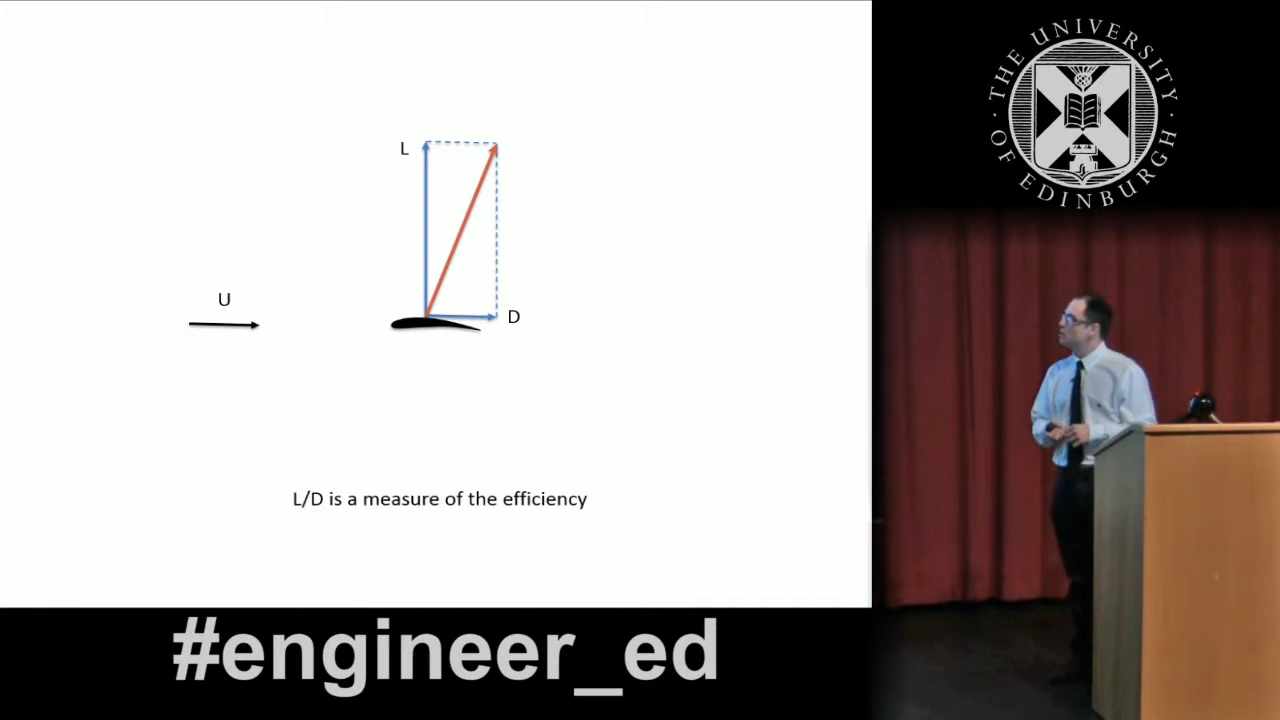 L
U
D
L/D is a measure of the efficiency
#engineer_ed
THE UNIVERSITY
OF EDINBURGH